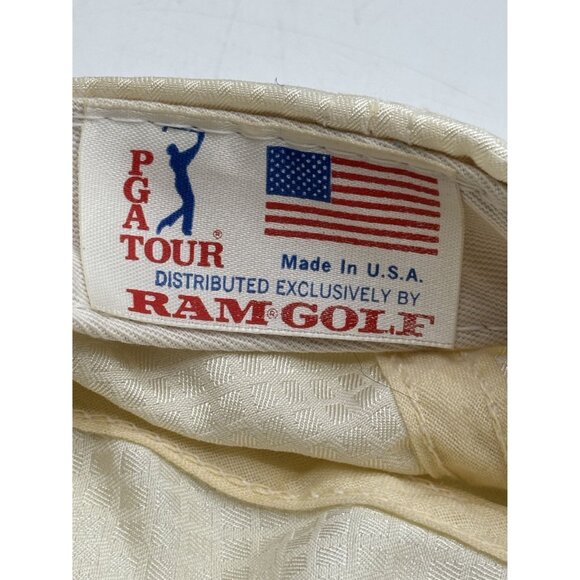 PGA
TOUR®
Made In U.S.A.
DISTRIBUTED EXCLUSIVELY BY
RAM®GOLF